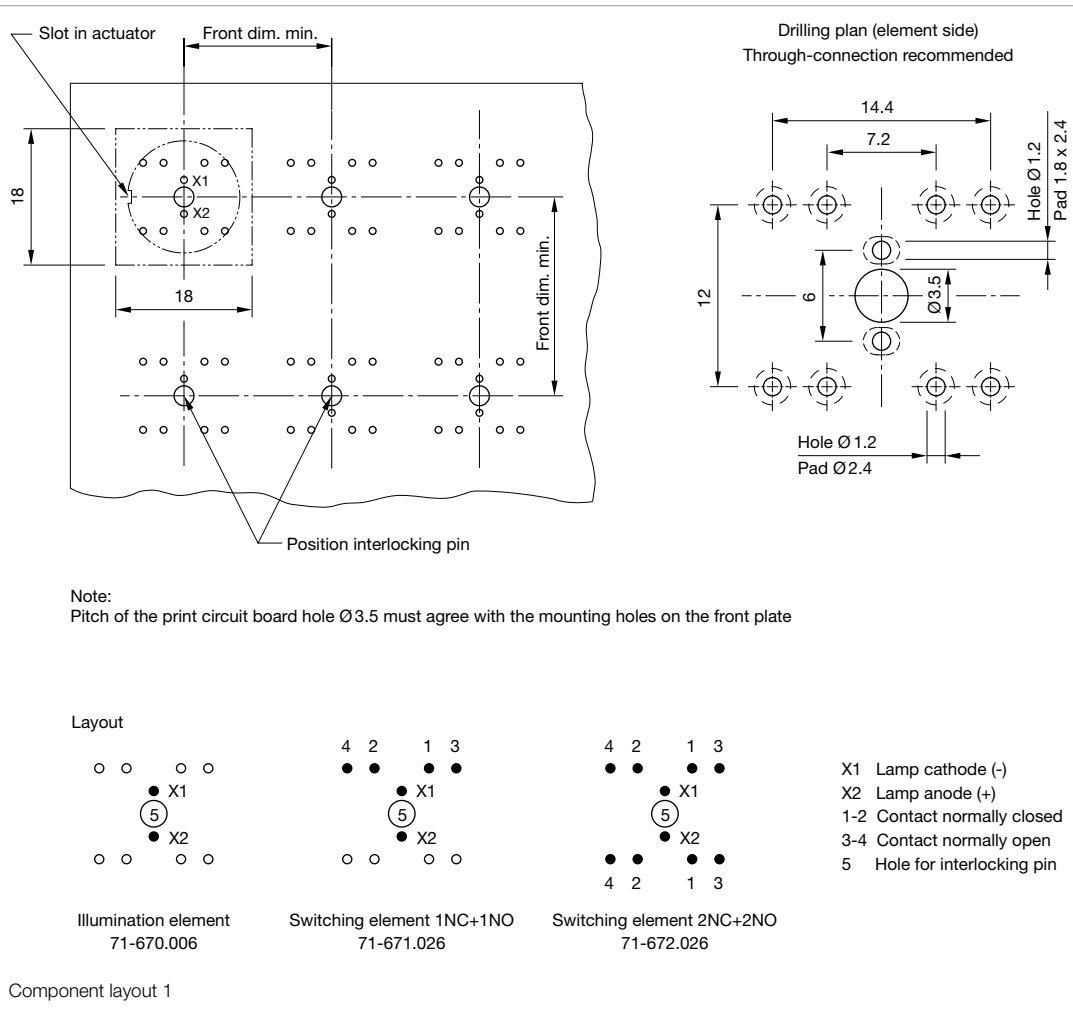 Slot in actuator
Front dim. min.
18
X1
X2
18
Front dim. min.
Position interlocking pin
Drilling plan (element side)
Through-connection recommended
14.4
7.2
Hole Ø1.2
Pad 1.8 x 2.4
12
6
Ø3.5
Hole Ø1.2
Pad Ø2.4
Note:
Pitch of the print circuit board hole Ø3.5 must agree with the mounting holes on the front plate
Layout
X1
5
X2
Illumination element
71-670.006
4 2 1 3
X1
5
X2
Switching element 1NC+1NO
71-671.026
4 2 1 3
X1
5
X2
4 2 1 3
Switching element 2NC+2NO
71-672.026
X1 Lamp cathode (-)
X2 Lamp anode (+)
1-2 Contact normally closed
3-4 Contact normally open
5 Hole for interlocking pin
Component layout 1